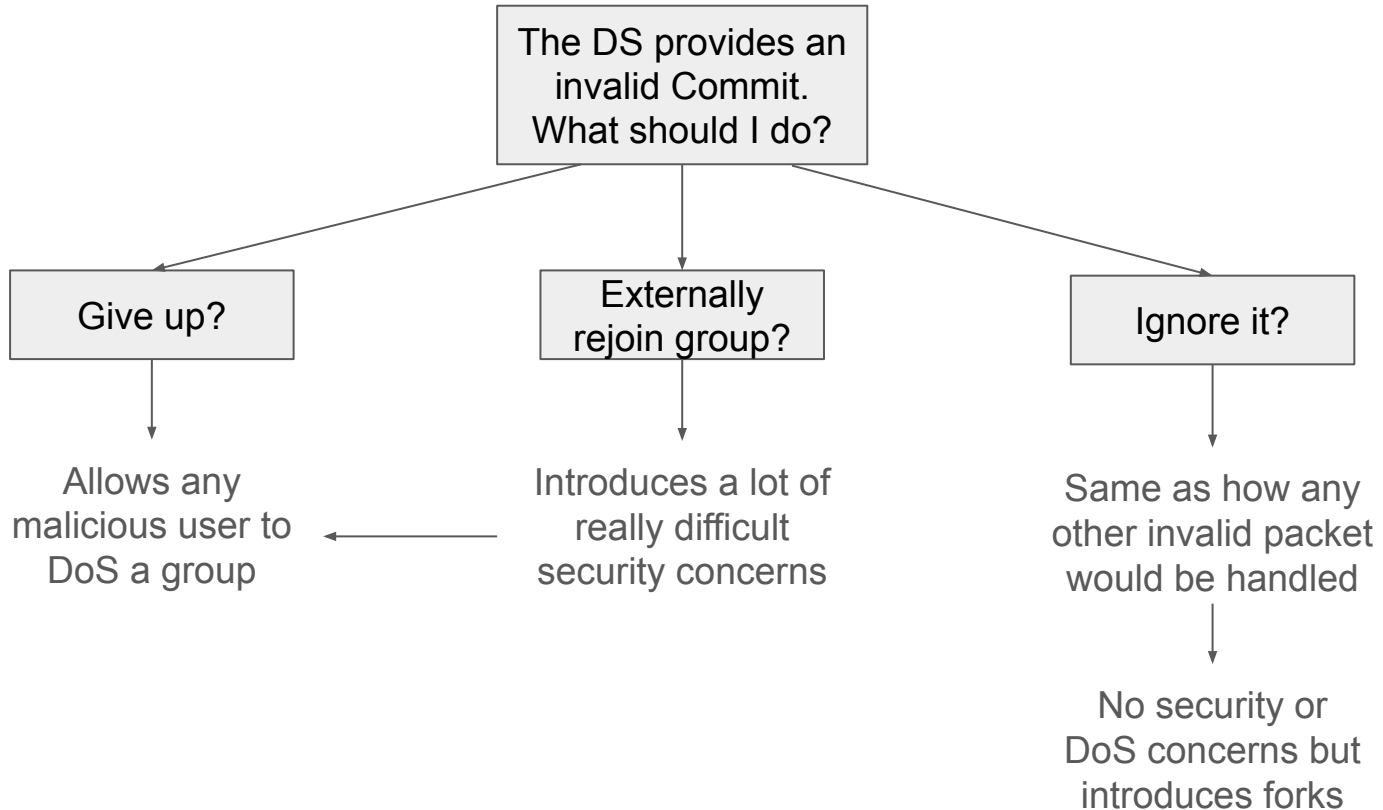 The DS provides an
invalid Commit.
What should I do?
Give up?
Externally
rejoin group?
Ignore it?
Allows any
malicious user to
DoS a group
Introduces a lot of
really difficult
security concerns
Same as how any
other invalid packet
would be handled
No security or
DoS concerns but
introduces forks